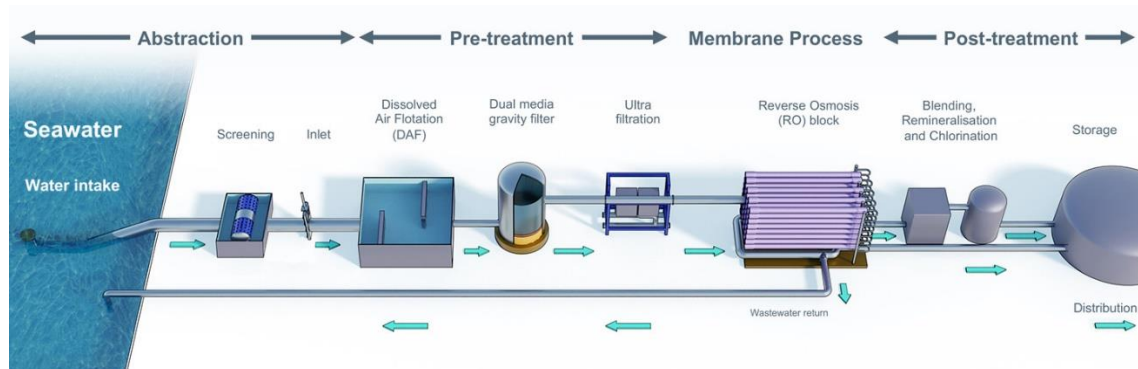 Abstraction
Pre-treatment
Membrane Process
Post-treatment
Seawater
Water intake
Screening
Inlet
Dissolved
Air Flotation
(DAF)
Dual media
gravity filter
Ultra
filtration
Reverse Osmosis
(RO) block
Blending,
Remineralisation
and Chlorination
Storage
Wastewater return
Distribution